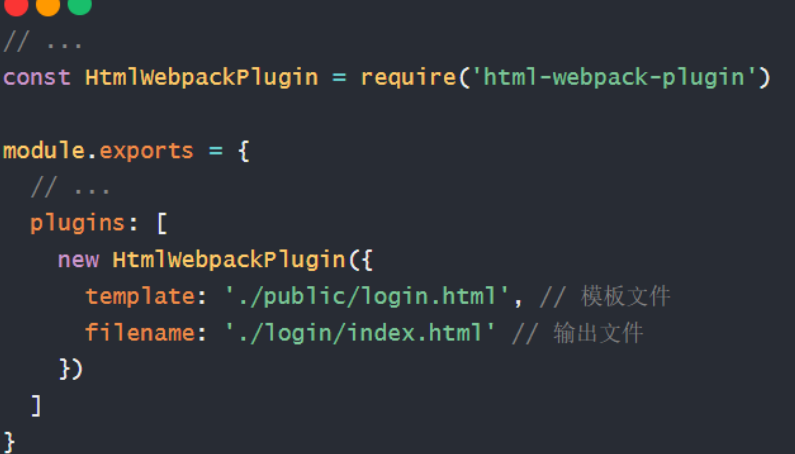 // ...
const HtmlWebpackPlugin = require('html-webpack-plugin')
module.exports = {
// ...
plugins: [
new HtmlWebpackPlugin({
template: './public/login.html', // 模板文件
filename: './login/index.html' // 输出文件
})
]
}